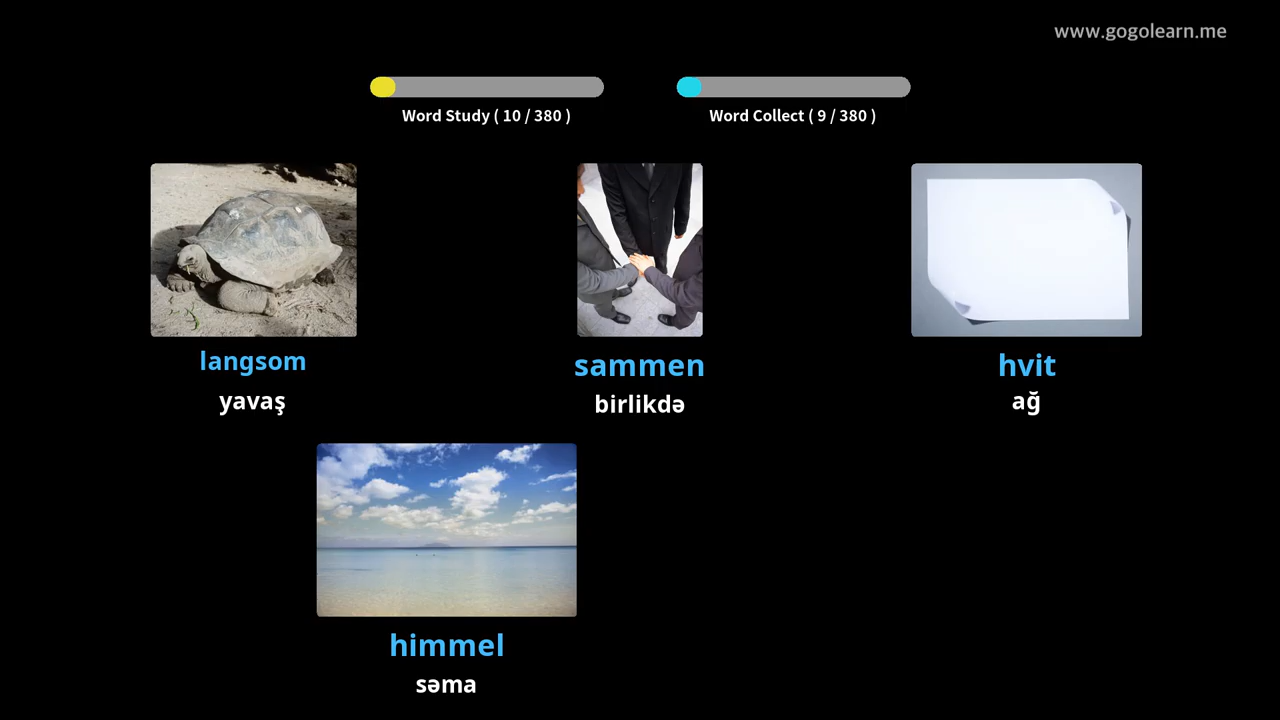 www.gogolearn.me
Word Study ( 10 / 380 )
Word Collect ( 9 / 380 )
langsom
yavaş
sammen
birlikdə
hvit
ağ
himmel
səma